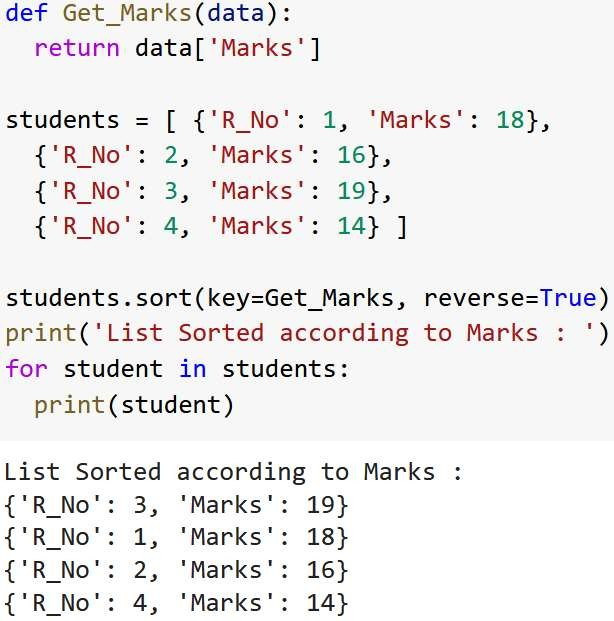 def Get_Marks(data):
  return data['Marks']
students = [ {'R_No': 1, 'Marks': 18},
  {'R_No': 2, 'Marks': 16},
  {'R_No': 3, 'Marks': 19},
  {'R_No': 4, 'Marks': 14} ]
students.sort(key=Get_Marks, reverse=True)
print('List Sorted according to Marks : ')
for student in students:
  print(student)
List Sorted according to Marks :
{'R_No': 3, 'Marks': 19}
{'R_No': 1, 'Marks': 18}
{'R_No': 2, 'Marks': 16}
{'R_No': 4, 'Marks': 14}